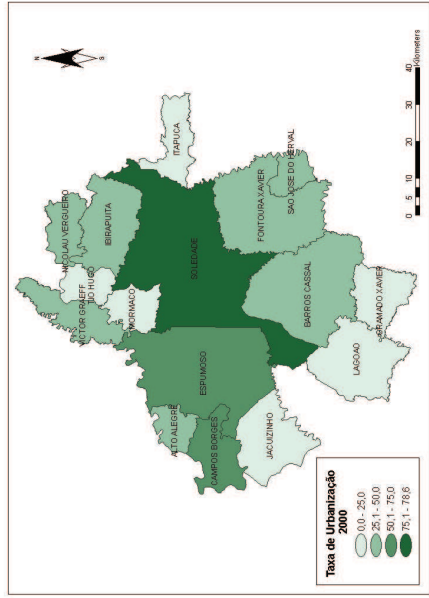 N
S
NICOLAU VERGUEIRO
VICTOR GRAEFF
TIO HUGO
IBIRAPUITA
ITAPUCA
MORMACO
SOLEDADE
ESPUMOSO
ALTO ALEGRE
CAMPOS BORGES
FONTOURA XAVIER
SAO JOSE DO HERVAL
BARROS CASSAL
JACUIZINHO
LAGOAO
GRAMADO XAVIER
Taxa de Urbanização
2000
0,0 - 25,0
25,1 - 50,0
50,1 - 75,0
75,1 - 78,6
0 5 10 20 30 40
Kilometers